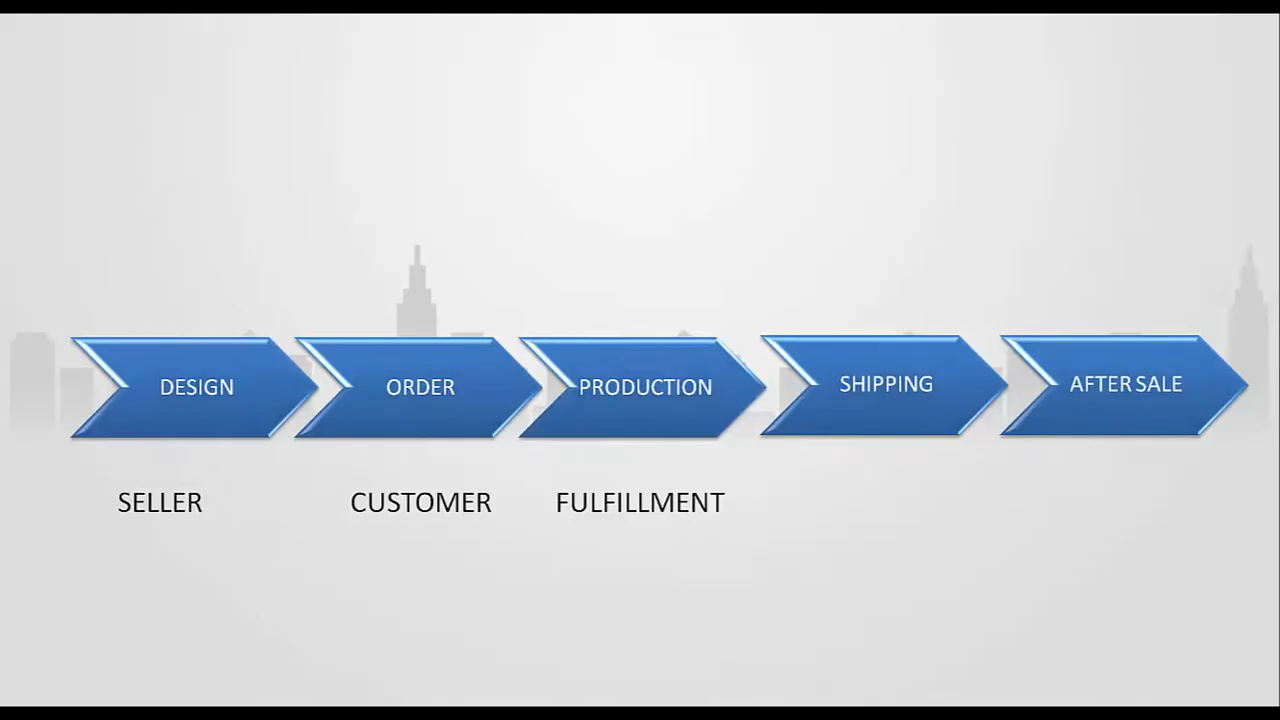 DESIGN
ORDER
PRODUCTION
SHIPPING
AFTER SALE
SELLER
CUSTOMER
FULFILLMENT